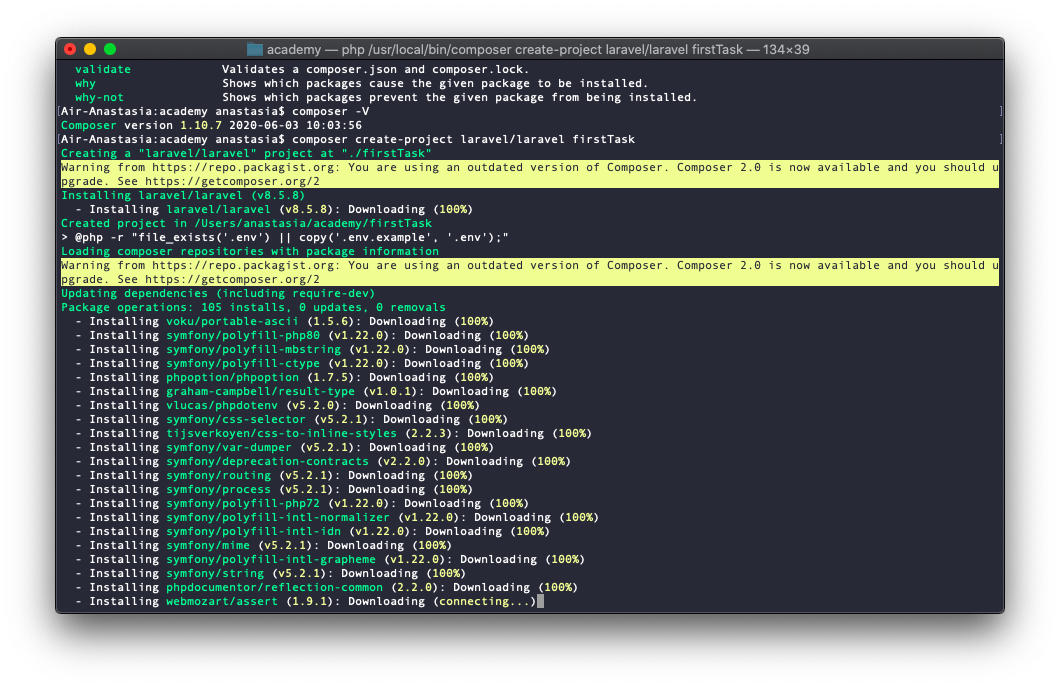 academy — php /usr/local/bin/composer create-project laravel/laravel firstTask — 134×39
validate Validates a composer.json and composer.lock.
why Shows which packages cause the given package to be installed.
why-not Shows which packages prevent the given package from being installed.
[Air-Anastasia:academy anastasia$ composer -V ]
Composer version 1.10.7 2020-06-03 10:03:56
[Air-Anastasia:academy anastasia$ composer create-project laravel/laravel firstTask ]
Creating a "laravel/laravel" project at "./firstTask"
Warning from https://repo.packagist.org: You are using an outdated version of Composer. Composer 2.0 is now available and you should u
pgrade. See https://getcomposer.org/2
Installing laravel/laravel (v8.5.8)
- Installing laravel/laravel (v8.5.8): Downloading (100%)
Created project in /Users/anastasia/academy/firstTask
> @php -r "file_exists('.env') || copy('.env.example', '.env');"
Loading composer repositories with package information
Warning from https://repo.packagist.org: You are using an outdated version of Composer. Composer 2.0 is now available and you should u
pgrade. See https://getcomposer.org/2
Updating dependencies (including require-dev)
Package operations: 105 installs, 0 updates, 0 removals
- Installing voku/portable-ascii (1.5.6): Downloading (100%)
- Installing symfony/polyfill-php80 (v1.22.0): Downloading (100%)
- Installing symfony/polyfill-mbstring (v1.22.0): Downloading (100%)
- Installing symfony/polyfill-ctype (v1.22.0): Downloading (100%)
- Installing phpoption/phpoption (1.7.5): Downloading (100%)
- Installing graham-campbell/result-type (v1.0.1): Downloading (100%)
- Installing vlucas/phpdotenv (v5.2.0): Downloading (100%)
- Installing symfony/css-selector (v5.2.1): Downloading (100%)
- Installing tijsverkoyen/css-to-inline-styles (2.2.3): Downloading (100%)
- Installing symfony/var-dumper (v5.2.1): Downloading (100%)
- Installing symfony/deprecation-contracts (v2.2.0): Downloading (100%)
- Installing symfony/routing (v5.2.1): Downloading (100%)
- Installing symfony/process (v5.2.1): Downloading (100%)
- Installing symfony/polyfill-php72 (v1.22.0): Downloading (100%)
- Installing symfony/polyfill-intl-normalizer (v1.22.0): Downloading (100%)
- Installing symfony/polyfill-intl-idn (v1.22.0): Downloading (100%)
- Installing symfony/mime (v5.2.1): Downloading (100%)
- Installing symfony/polyfill-intl-grapheme (v1.22.0): Downloading (100%)
- Installing symfony/string (v5.2.1): Downloading (100%)
- Installing phpdocumentor/reflection-common (2.2.0): Downloading (100%)
- Installing webmozart/assert (1.9.1): Downloading (connecting...)